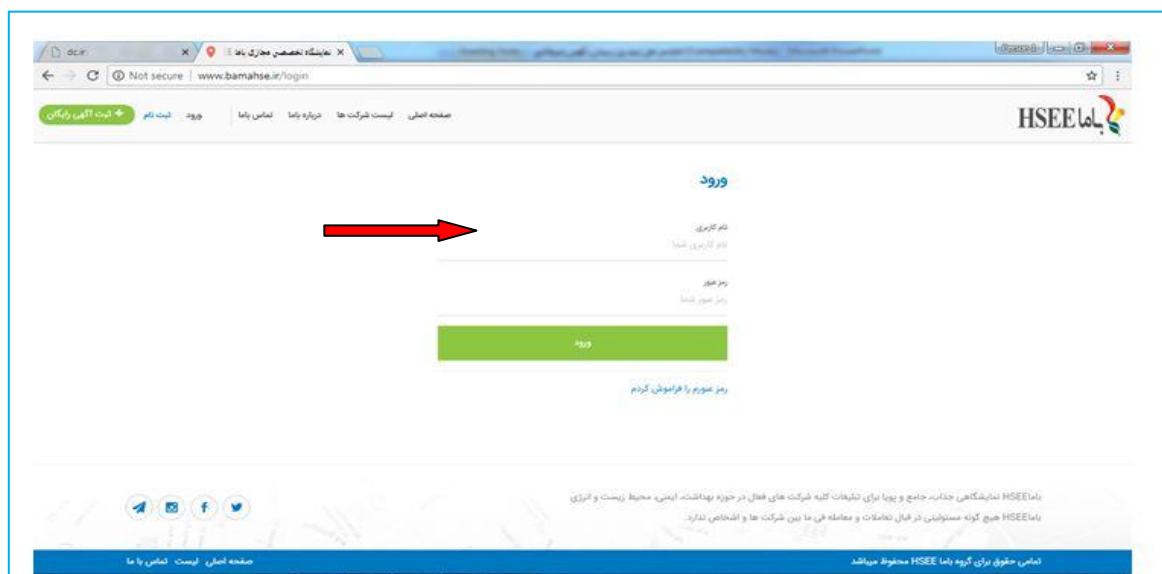 dc.ir
نمایشگاه تخصصی مجازی باما
Not secure | www.bamahse.ir/login
صفحه اصلی لیست شرکت ها درباره باما تماس باما ورود ثبت نام + ثبت آگهی رایگان
باما HSEE
ورود
نام کاربری
نام کاربری شما
رمز عبور
رمز عبور شما
ورود
رمز عبورم را فراموش کردم
باماHSEE نمایشگاهی جذاب، جامع و پویا برای تبلیغات کلیه شرکت های فعال در حوزه بهداشت، ایمنی، محیط زیست و انرژی
باماHSEE هیچ گونه مسئولیتی در قبال تعاملات و معامله فی ما بین شرکت ها و اشخاص ندارد.
تمامی حقوق برای گروه باما HSEE محفوظ میباشد
صفحه اصلی لیست تماس با ما